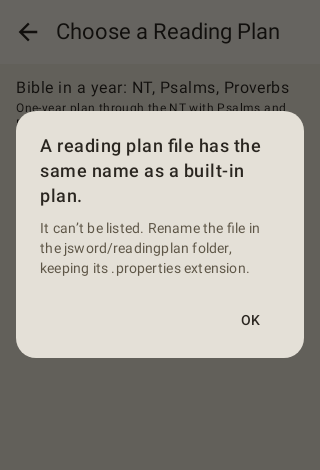 Choose a Reading Plan
Bible in a year: NT, Psalms, Proverbs
One-year plan through the NT with Psalms and
A reading plan file has the
same name as a built-in
plan.
It can’t be listed. Rename the file in
the jsword/readingplan folder,
keeping its .properties extension.
OK